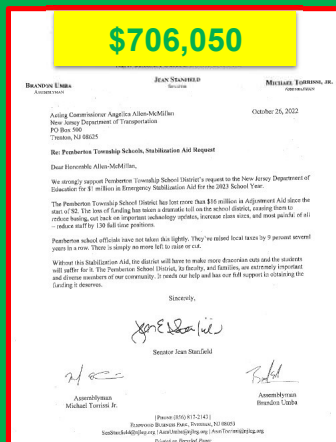 $706,050
BRANDON UMBA
ASSEMBLYMAN
JEAN STANFIELD
SENATOR
MICHAEL TORRISSI, JR.
ASSEMBLYMAN
October 26, 2022
Acting Commissioner Angelica Allen-McMillan
New Jersey Department of Transportation
PO Box 500
Trenton, NJ 08625
Re: Pemberton Township Schools, Stabilization Aid Request
Dear Honorable Allen-McMillan,
We strongly support Pemberton Township School District's request to the New Jersey Department of
Education for $1 million in Emergency Stabilization Aid for the 2023 School Year.
The Pemberton Township School District has lost more than $16 million in Adjustment Aid since the
start of S2. The loss of funding has taken a dramatic toll on the school district, causing them to
reduce busing, cut back on important technology updates, increase class sizes, and most painful of all
– reduce staff by 130 full time positions.
Pemberton school officials have not taken this lightly. They've raised local taxes by 9 percent several
years in a row. There is simply no more left to raise or cut.
Without this Stabilization Aid, the district will have to make more draconian cuts and the students
will suffer for it. The Pemberton School District, its faculty, and families, are extremely important
and diverse members of our community. It needs our help and has our full support in obtaining the
funding it deserves.
Sincerely,
Senator Jean Stanfield
Assemblyman
Michael Torrissi Jr.
Assemblyman
Brandon Umba
| Phone (856) 817-2143 |
Printed on Recycled Paper